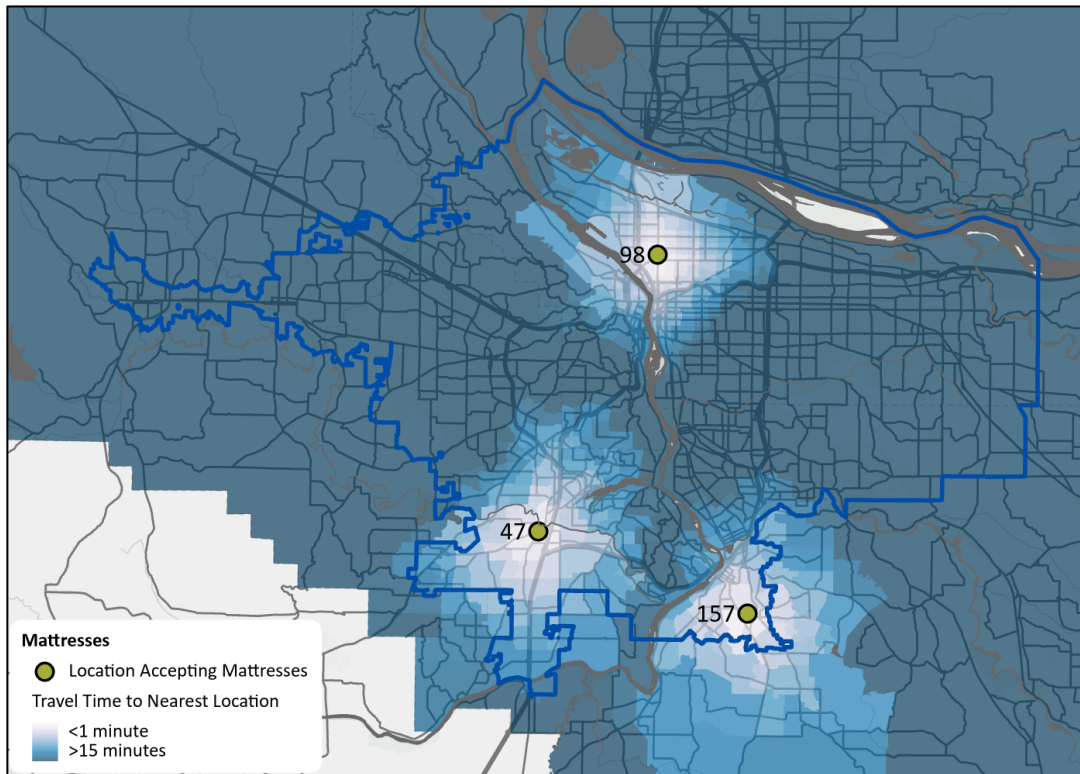 98
47
157
Mattresses
Location Accepting Mattresses
Travel Time to Nearest Location
<1 minute
>15 minutes